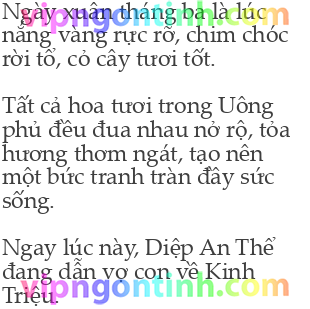 Ngày xuân tháng ba là lúc
nắng vàng rực rỡ, chim chóc
rời tổ, cỏ cây tươi tốt.
Tất cả hoa tươi trong Uông
phủ đều đua nhau nở rộ, tỏa
hương thơm ngát, tạo nên
một bức tranh tràn đầy sức
sống.
Ngay lúc này, Diệp An Thế
đang dẫn vợ con về Kinh
Triệu.
vipngontinh.com
vipngontinh.com